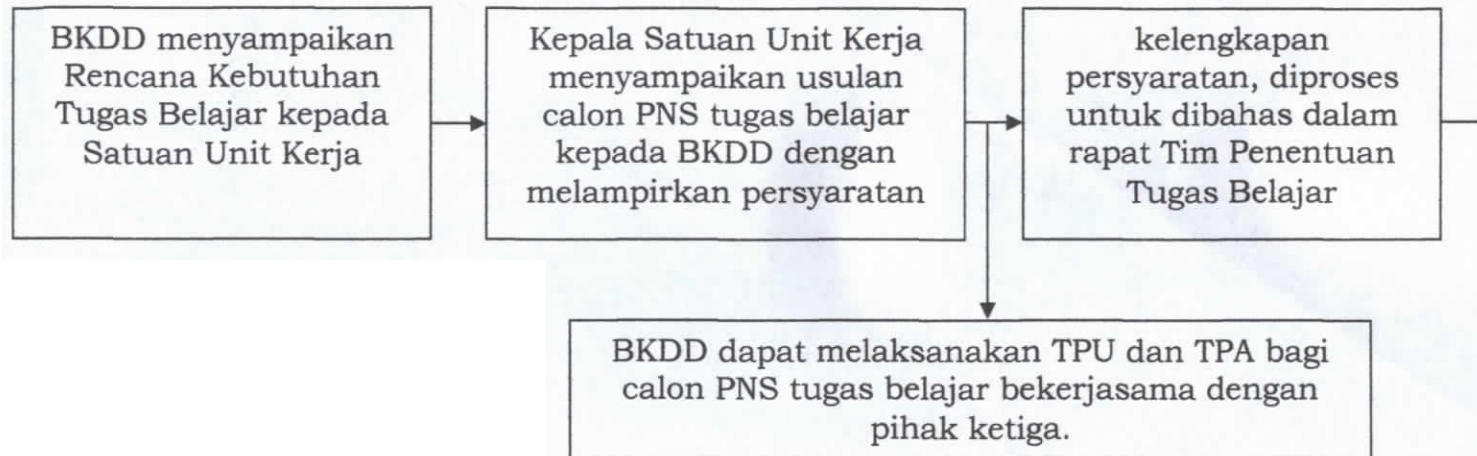 BKDD menyampaikan
Rencana Kebutuhan
Tugas Belajar kepada
Satuan Unit Kerja
Kepala Satuan Unit Kerja
menyampaikan usulan
calon PNS tugas belajar
kepada BKDD dengan
melampirkan persyaratan
kelengkapan
persyaratan, diproses
untuk dibahas dalam
rapat Tim Penentuan
Tugas Belajar
BKDD dapat melaksanakan TPU dan TPA bagi
calon PNS tugas belajar bekerjasama dengan
pihak ketiga.